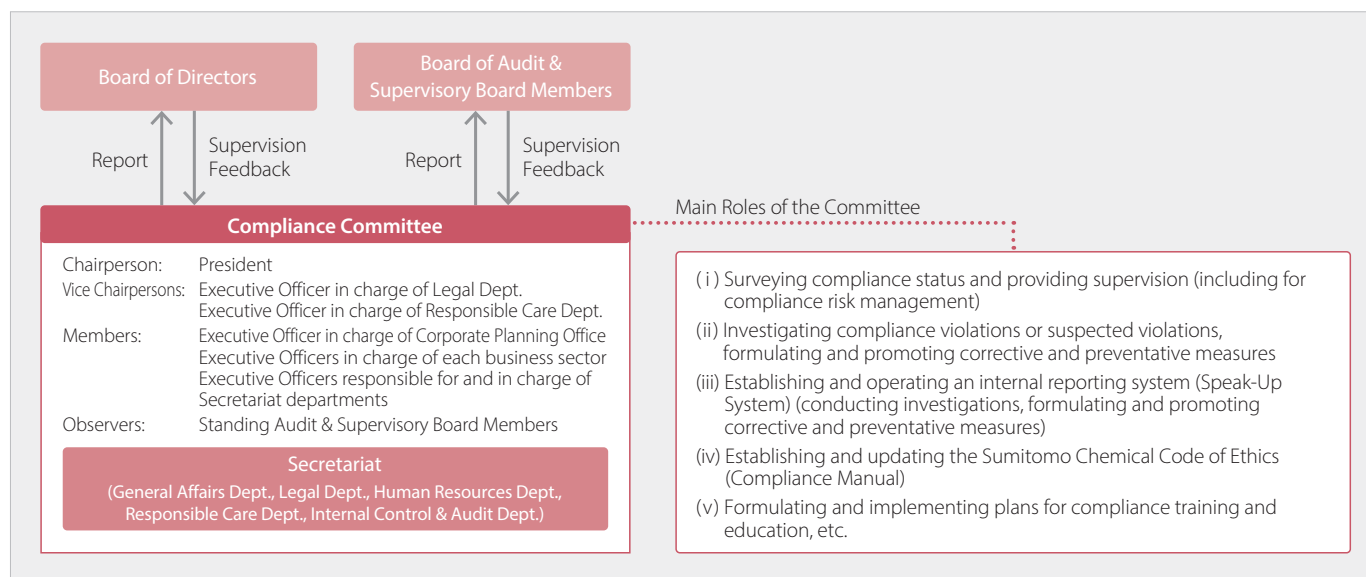 Board of Directors
Board of Audit &
Supervisory Board Members
Report
Supervision
Feedback
Report
Supervision
Feedback
Compliance Committee
Chairperson: President
Vice Chairpersons: Executive Officer in charge of Legal Dept.
Executive Officer in charge of Responsible Care Dept.
Members: Executive Officer in charge of Corporate Planning Office
Executive Officers in charge of each business sector
Executive Officers responsible for and in charge of
Secretariat departments
Observers: Standing Audit & Supervisory Board Members
Secretariat
(General Affairs Dept., Legal Dept., Human Resources Dept.,
Responsible Care Dept., Internal Control & Audit Dept.)
Main Roles of the Committee
(i) Surveying compliance status and providing supervision (including for
compliance risk management)
(ii) Investigating compliance violations or suspected violations,
formulating and promoting corrective and preventative measures
(iii) Establishing and operating an internal reporting system (Speak-Up
System) (conducting investigations, formulating and promoting
corrective and preventative measures)
(iv) Establishing and updating the Sumitomo Chemical Code of Ethics
(Compliance Manual)
(v) Formulating and implementing plans for compliance training and
education, etc.